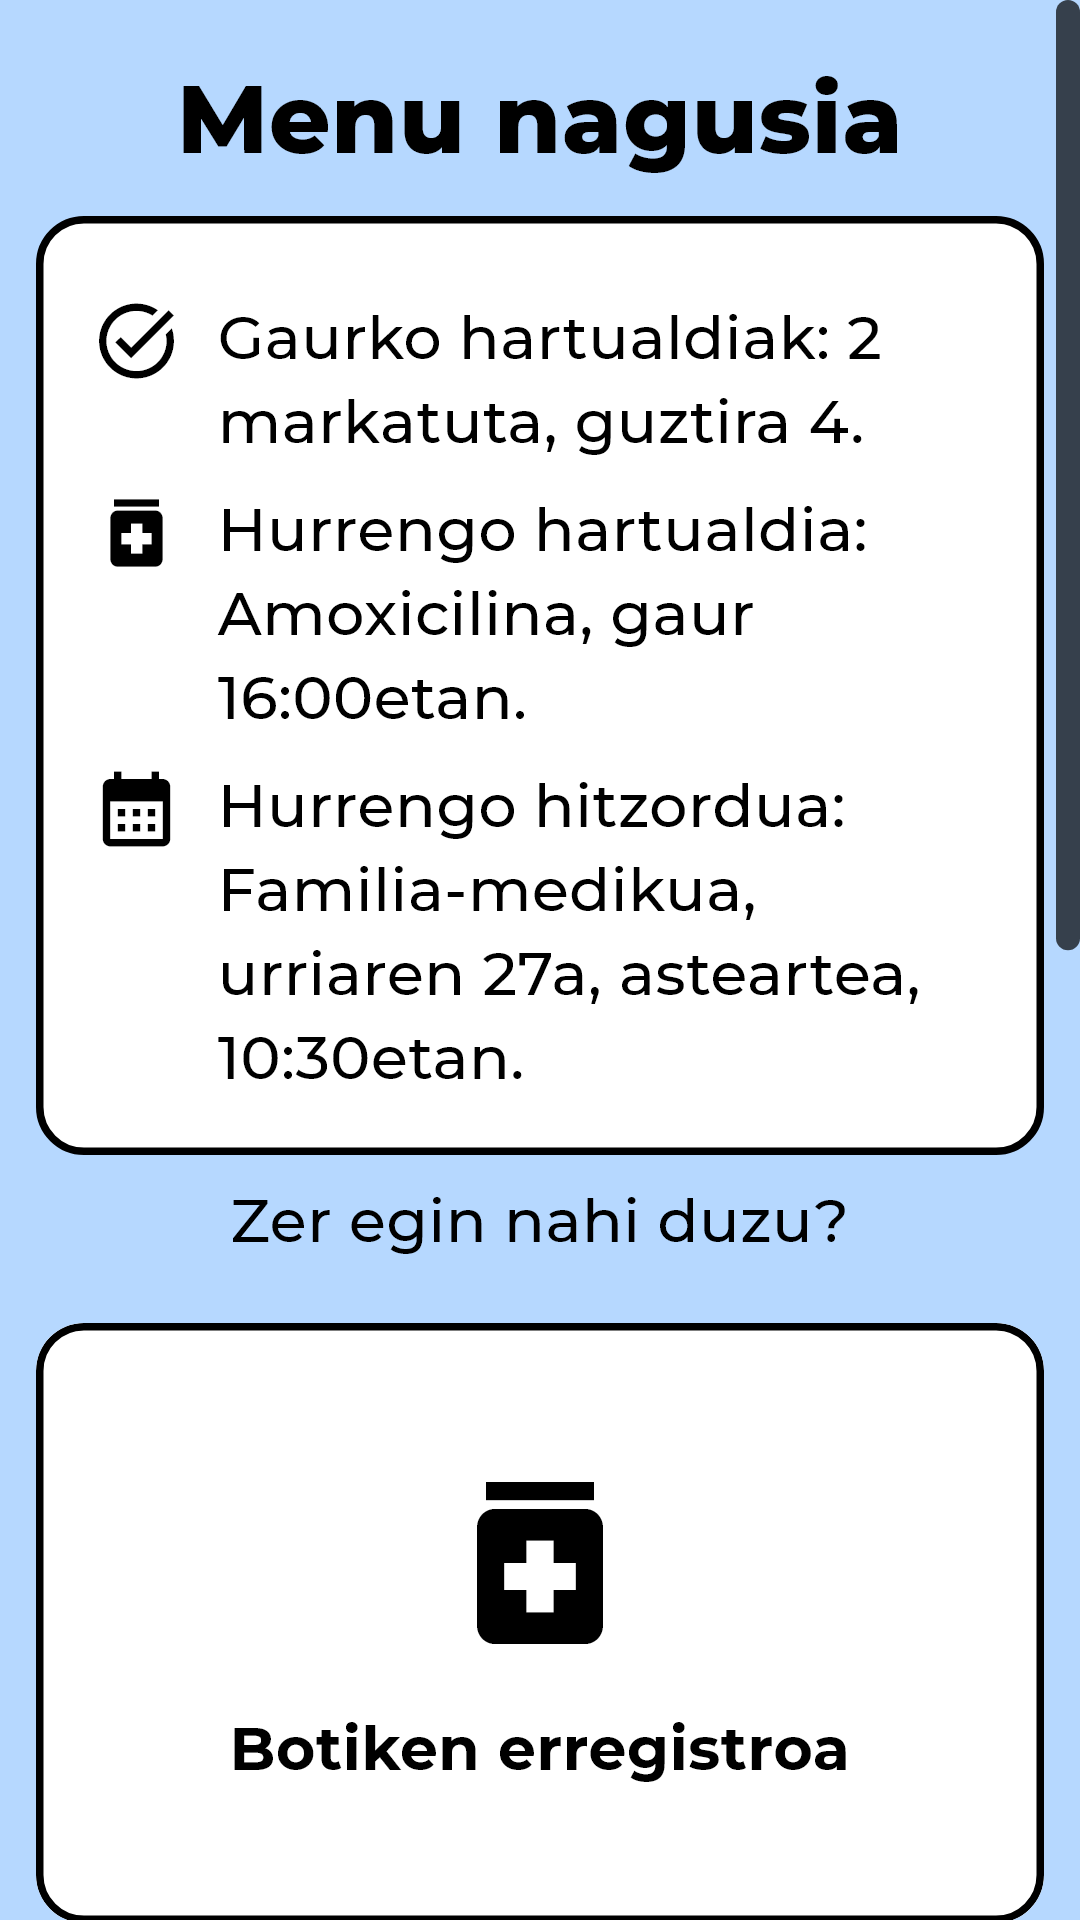 Menu nagusia
Gaurko hartualdiak: 2
markatuta, guztira 4.
Hurrengo hartualdia:
Amoxicilina, gaur
16:00etan.
Hurrengo hitzordua:
Familia-medikua,
urriaren 27a, asteartea,
10:30etan.
Zer egin nahi duzu?
Botiken erregistroa